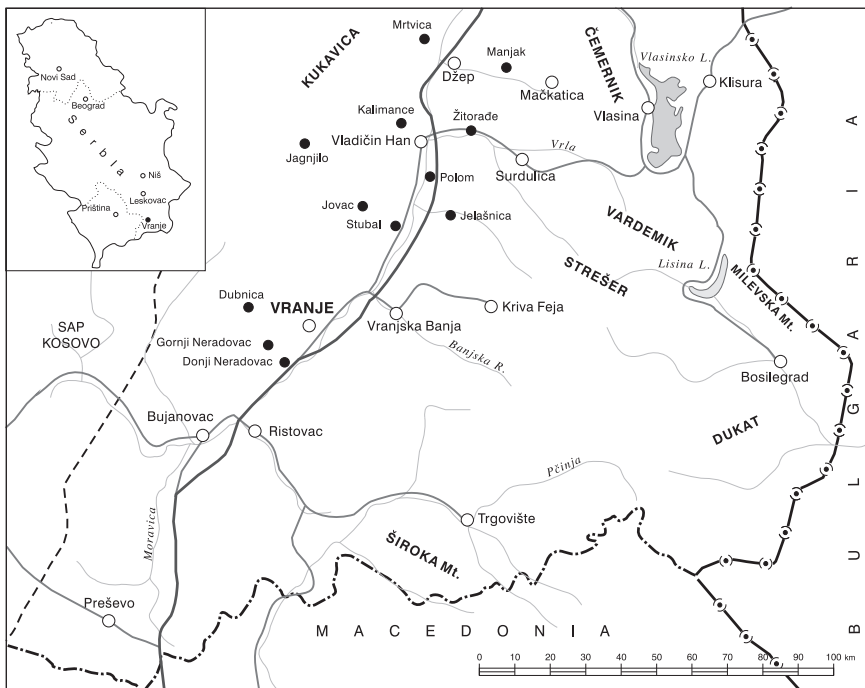 Novi Sad
Beograd
Serbla
Niš
Leskovac
Priština
Vranje
Mrtvica
KUKAVICA
Džep
Manjak
Mačkatica
ČEMERNIK
Vlasinsko L.
Klisura
Vlasina
Kalimance
Žitorađe
Vladičin Han
Jagnjilo
Vrla
Surdulica
Polom
Jovac
Stubal
Jelašnica
VARDEMIK
STREŠER
Lisina L.
MILEVSKA Mt.
BULGARIA
Dubnica
VRANJE
Vranjska Banja
Kriva Feja
SAP
KOSOVO
Gornji Neradovac
Donji Neradovac
Banjska R.
Bosilegrad
Bujanovac
Ristovac
DUKAT
Pčinja
Moravica
Trgovište
ŠIROKA Mt.
Preševo
MACEDONIA
0 10 20 30 40 50 60 70 80 90 100 km